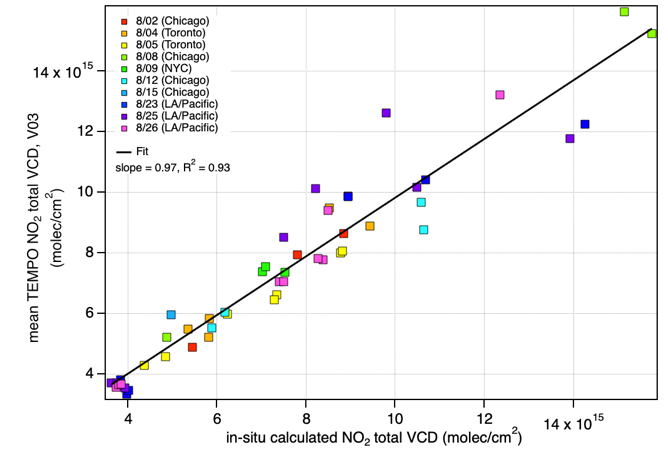 8/02 (Chicago)
8/04 (Toronto)
8/05 (Toronto)
8/08 (Chicago)
8/09 (NYC)
8/12 (Chicago)
8/15 (Chicago)
8/23 (LA/Pacific)
8/25 (LA/Pacific)
8/26 (LA/Pacific)
Fit
slope = 0.97, R² = 0.93
14 x 10¹⁵
12
10
8
6
4
mean TEMPO NO₂ total VCD, V03
(molec/cm²)
4 6 8 10 12 14 x 10¹⁵
in-situ calculated NO₂ total VCD (molec/cm²)